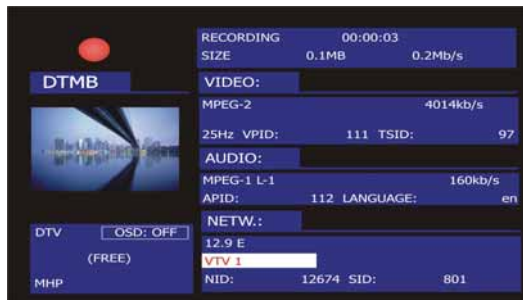 RECORDING 00:00:03
SIZE 0.1MB 0.2Mb/s
DTMB
VIDEO:
MPEG-2 4014kb/s
25Hz VPID: 111 TSID: 97
AUDIO:
MPEG-1 L-1 160kb/s
APID: 112 LANGUAGE: en
NETW.:
DTV OSD: OFF
(FREE)
MHP
12.9 E
VTV 1
NID: 12674 SID: 801